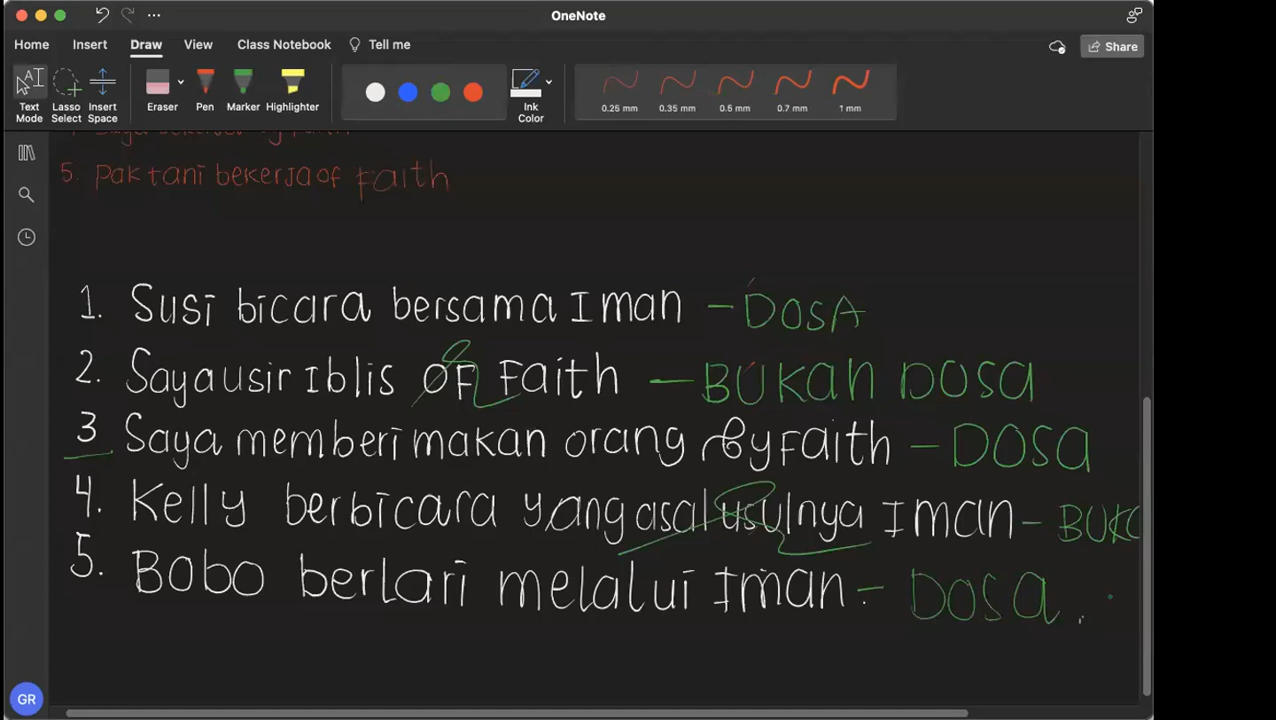 OneNote
Home Insert Draw View Class Notebook Tell me
Share
Text Mode
Lasso Select
Insert Space
Eraser
Pen
Marker
Highlighter
Ink Color
0.25 mm 0.35 mm 0.5 mm 0.7 mm 1 mm
5. Pak tani bekerja of Faith
1. Susi bicara bersama Iman - DOSA
2. Saya usir Iblis OF Faith - BUKAN DOSA
3 Saya memberi makan orang By Faith - DOSA
4. Kelly berbicara yang asal usulnya Iman - BUKA
5. Bobo berlari melalui Iman - DOSA.
GR